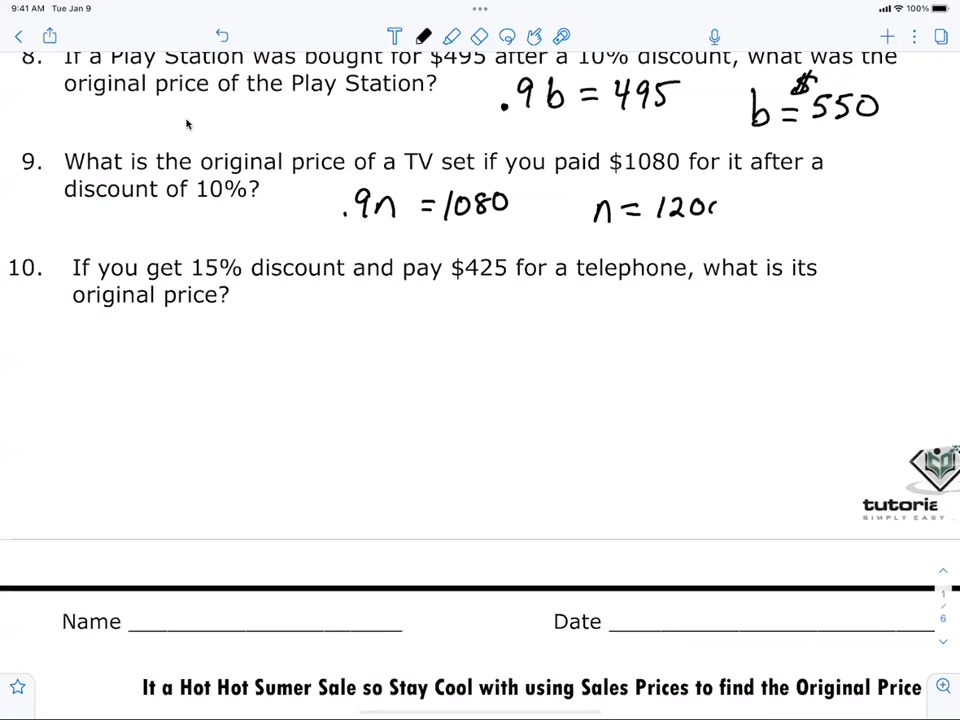 9:41 AM Tue Jan 9
100%
8. If a Play Station was bought for $495 after a 10% discount, what was the
original price of the Play Station?
.9b = 495
b = $550
9. What is the original price of a TV set if you paid $1080 for it after a
discount of 10%?
.9n = 1080
n = 120
10. If you get 15% discount and pay $425 for a telephone, what is its
original price?
tutoria
SIMPLY EASY
1
/
6
Name
Date
It a Hot Hot Sumer Sale so Stay Cool with using Sales Prices to find the Original Price